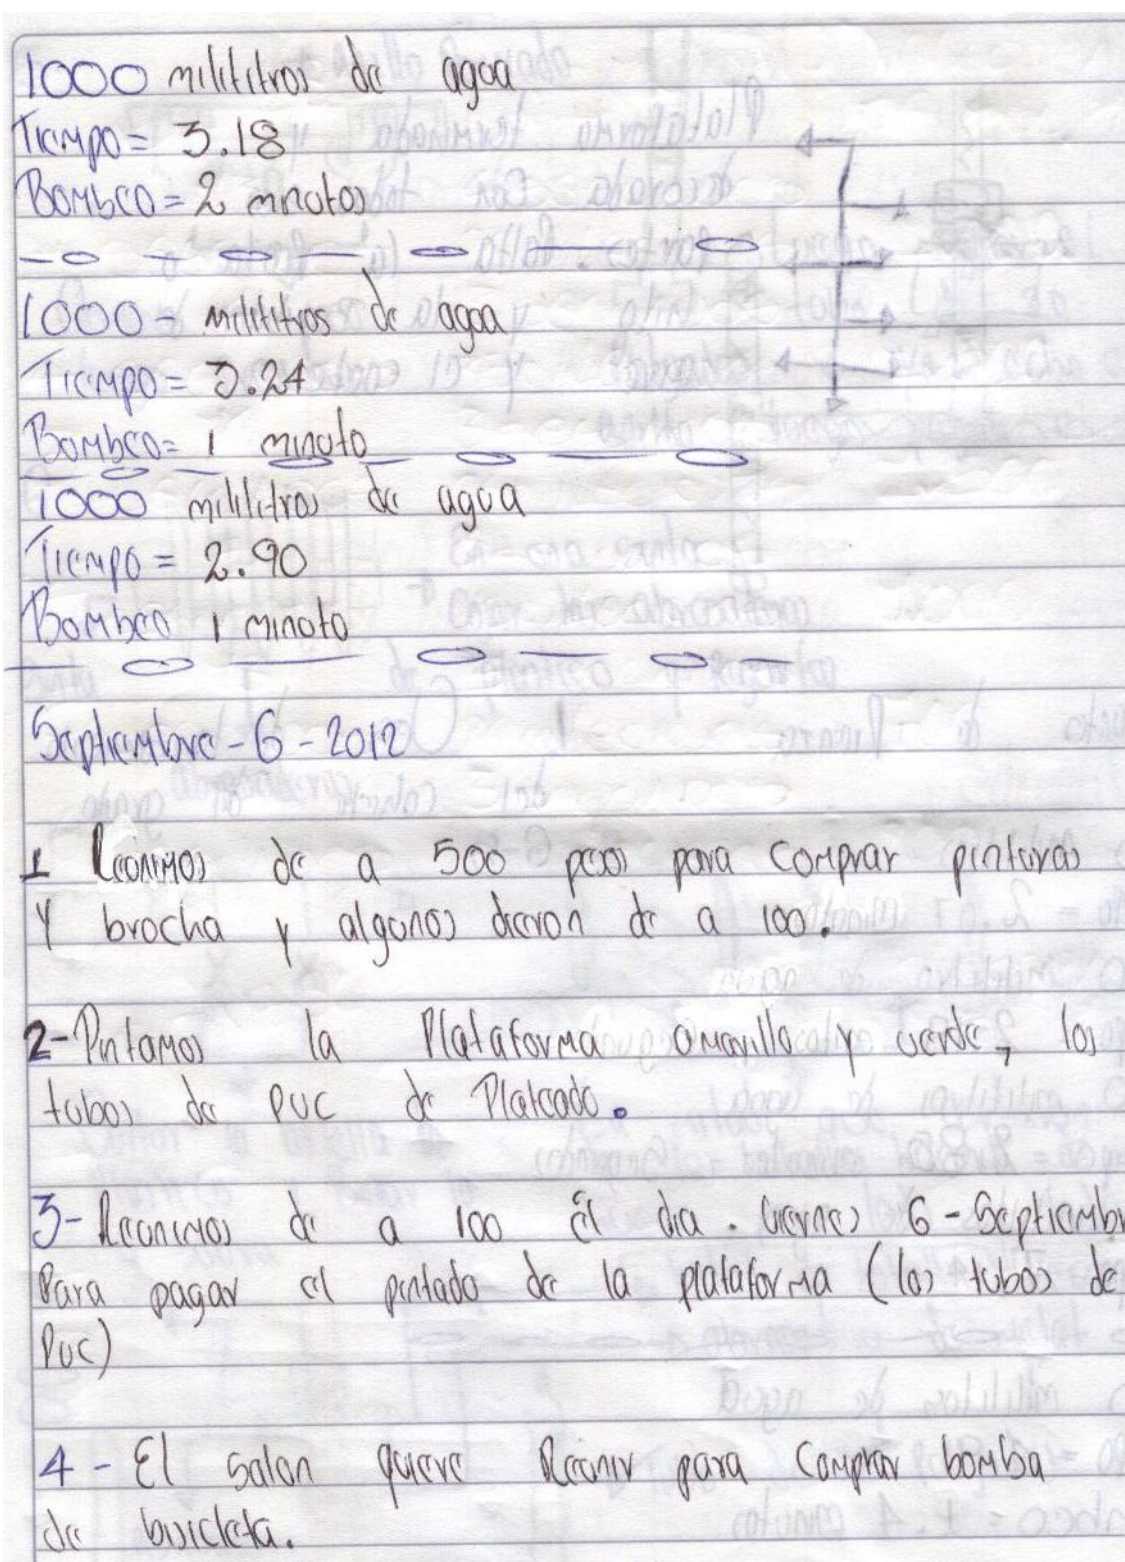 1000 mililitros de agua
Tiempo = 3.18
Bombeo = 2 minutos
1000 - mililitros de agua
Tiempo = 3.24
Bombeo = 1 minuto
1000 mililitros de agua
Tiempo = 2.90
Bombeo 1 minuto
Septiembre - 6 - 2012
1 Reunimos de a 500 pesos para comprar pinturas
y brocha y algunos dieron de a 100.
2- Pintamos la Plataforma amarillo y verde, los
tubos de PVC de Plateado.
3- Reunimos de a 100 el dia. viernes 6 - Septiembr
Para pagar el pintado de la plataforma (los tubos de
PVC)
4 - El salon quiere Reunir para comprar bomba
de bicicleta.